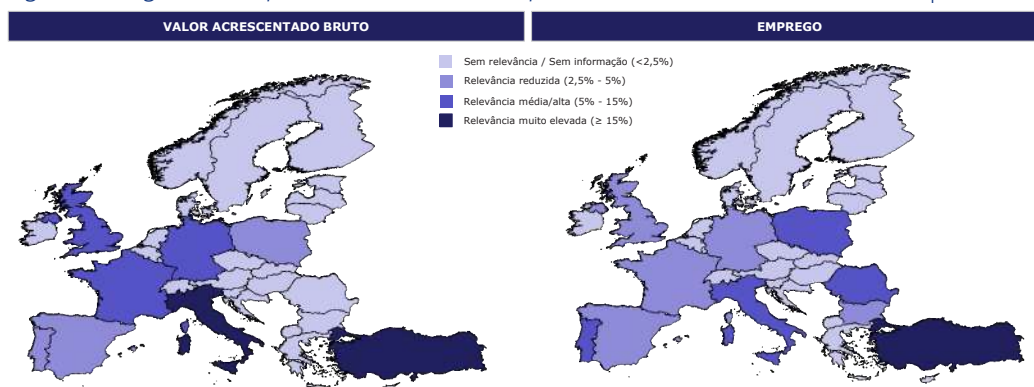 VALOR ACRESCENTADO BRUTO
EMPREGO
Sem relevância / Sem informação (<2,5%)
Relevância reduzida (2,5% - 5%)
Relevância média/alta (5% - 15%)
Relevância muito elevada (≥ 15%)